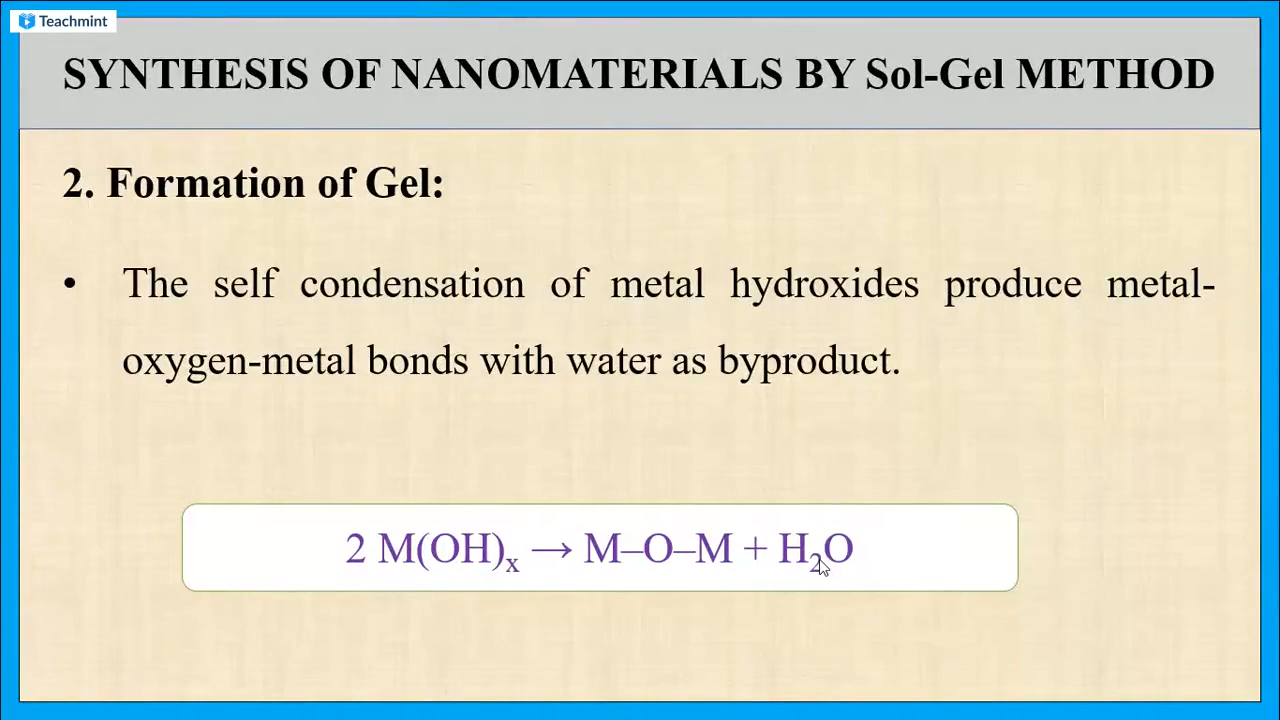 Teachmint
SYNTHESIS OF NANOMATERIALS BY Sol-Gel METHOD
2. Formation of Gel:
• The self condensation of metal hydroxides produce metal-
oxygen-metal bonds with water as byproduct.
2 M(OH)ₓ → M–O–M + H₂O